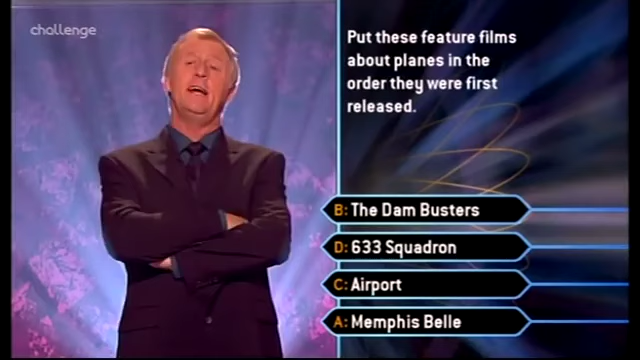 challenge
Put these feature films
about planes in the
order they were first
released.
B: The Dam Busters
D: 633 Squadron
C: Airport
A: Memphis Belle